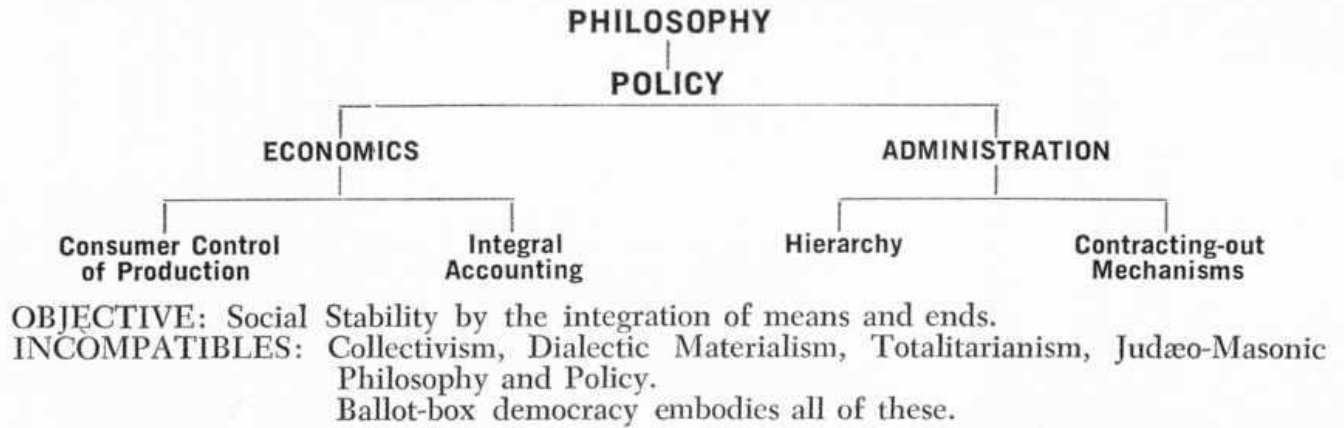 PHILOSOPHY
POLICY
ECONOMICS
ADMINISTRATION
Consumer Control
of Production
Integral
Accounting
Hierarchy
Contracting-out
Mechanisms
OBJECTIVE: Social Stability by the integration of means and ends.
INCOMPATIBLES: Collectivism, Dialectic Materialism, Totalitarianism, Judæo-Masonic
Philosophy and Policy.
Ballot-box democracy embodies all of these.